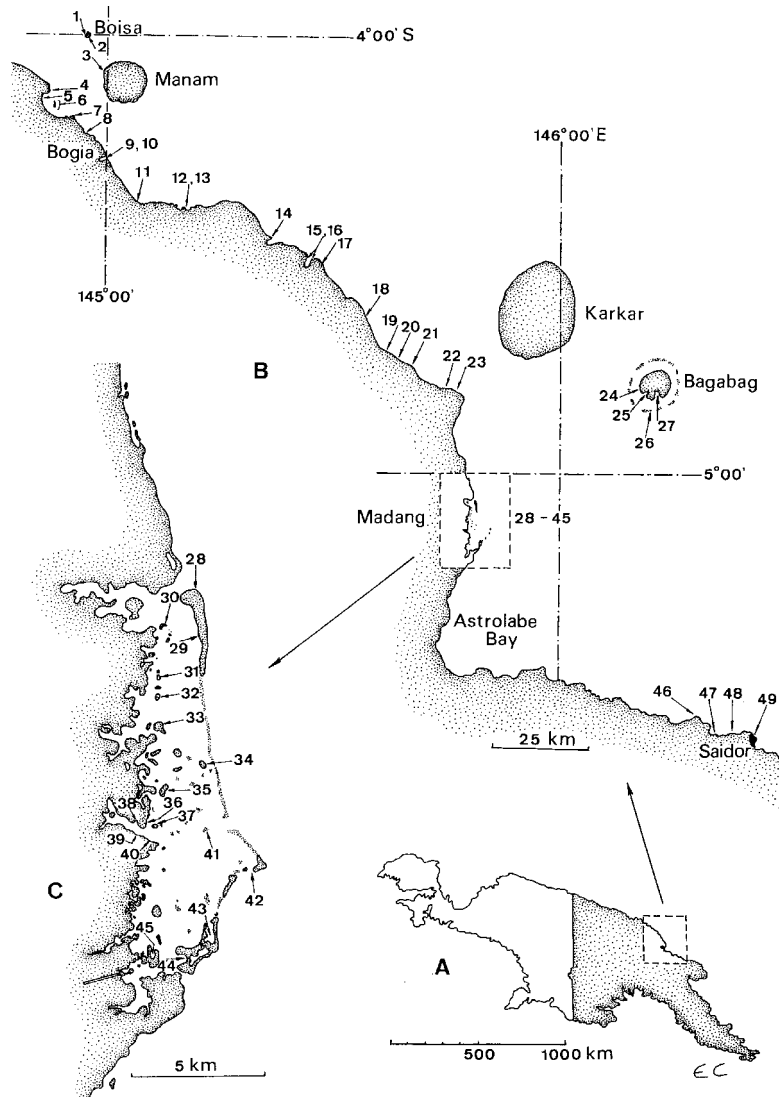 1
Boisa
2
4°00' S
3
Manam
4
5
6
7
8
Bogia
9, 10
11
12, 13
14
15, 16
17
18
19
20
21
22
23
145°00'
146°00' E
Karkar
B
Bagabag
24
25
26
27
5°00'
Madang
28 - 45
Astrolabe
Bay
46
47
48
49
Saidor
25 km
28
30
29
31
32
33
34
35
36
37
38
39
40
41
42
43
44
45
C
5 km
A
500
1000 km
EC